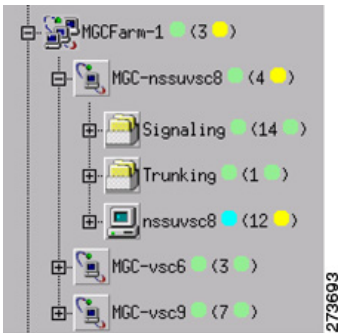 MGCFarm-1 (3 )
MGC-nssuvsc8 (4 )
Signaling (14 )
Trunking (1 )
nssuvsc8 (12 )
MGC-vsc6 (3 )
MGC-vsc9 (7 )
273693